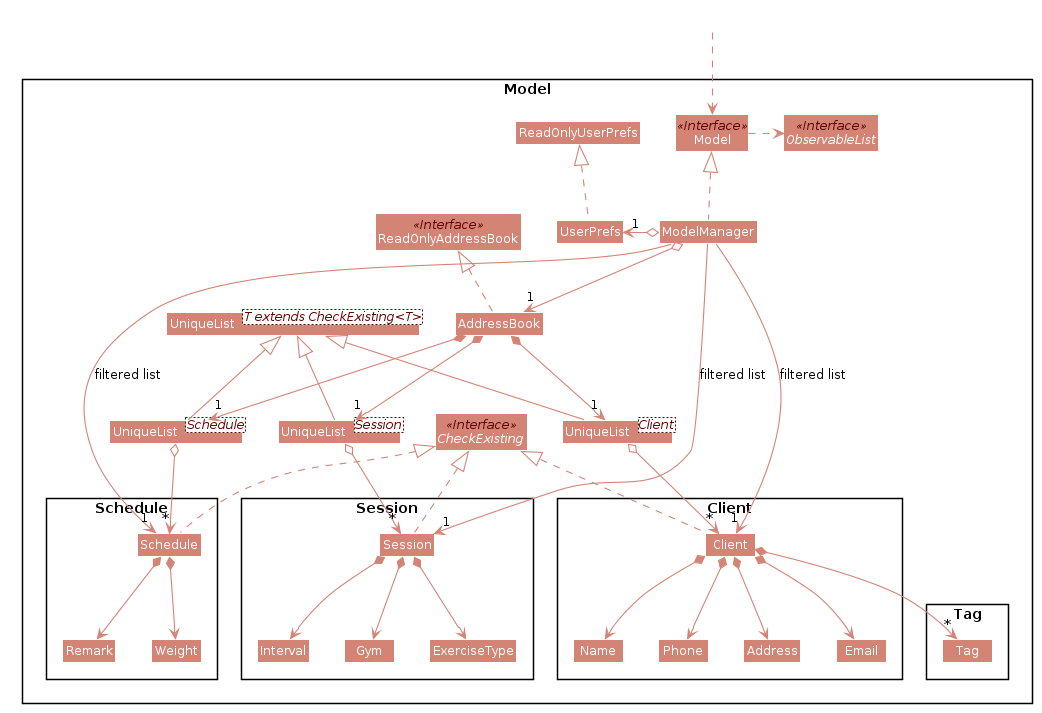 Model
ReadOnlyUserPrefs
«Interface»
Model
«Interface»
ObservableList
«Interface»
ReadOnlyAddressBook
UserPrefs
1
ModelManager
1
UniqueList
T extends CheckExisting<T>
AddressBook
filtered list
filtered list
filtered list
1
1
1
UniqueList
Schedule
UniqueList
Session
«Interface»
CheckExisting
UniqueList
Client
Schedule
Session
Client
1
*
*
1
*
1
Schedule
Session
Client
Tag
*
Remark
Weight
Interval
Gym
ExerciseType
Name
Phone
Address
Email
Tag